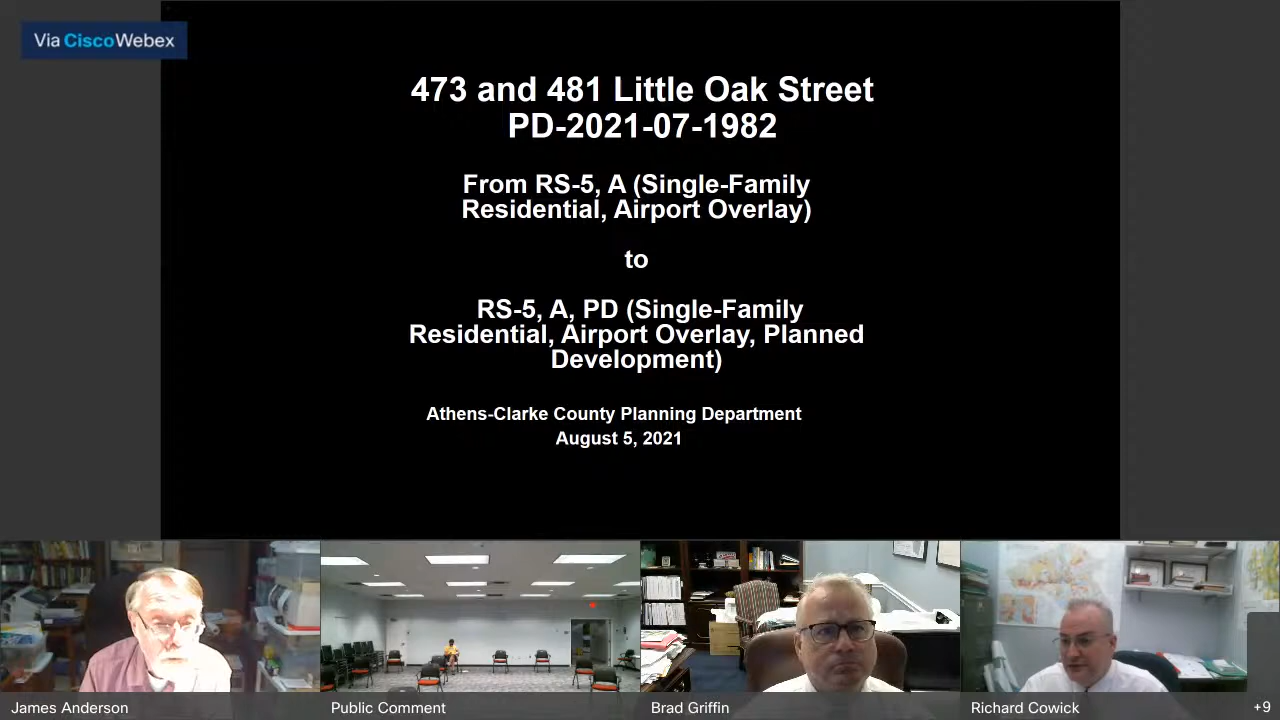 Via CiscoWebex
473 and 481 Little Oak Street
PD-2021-07-1982
From RS-5, A (Single-Family
Residential, Airport Overlay)
to
RS-5, A, PD (Single-Family
Residential, Airport Overlay, Planned
Development)
Athens-Clarke County Planning Department
August 5, 2021
James Anderson
Public Comment
Brad Griffin
Richard Cowick
+9